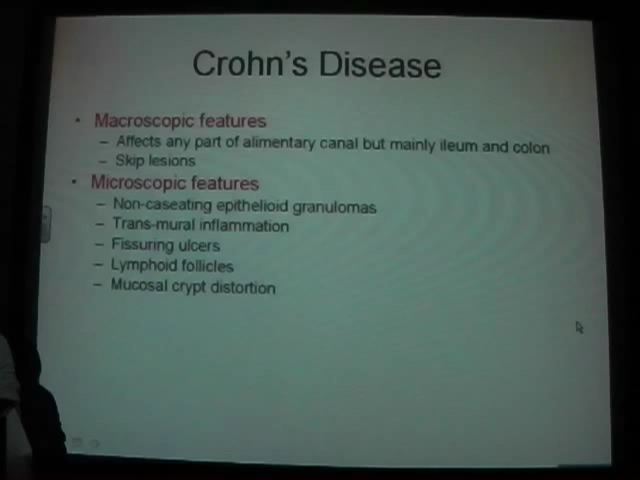 Crohn's Disease
• Macroscopic features
– Affects any part of alimentary canal but mainly ileum and colon
– Skip lesions
• Microscopic features
– Non-caseating epithelioid granulomas
– Trans-mural inflammation
– Fissuring ulcers
– Lymphoid follicles
– Mucosal crypt distortion